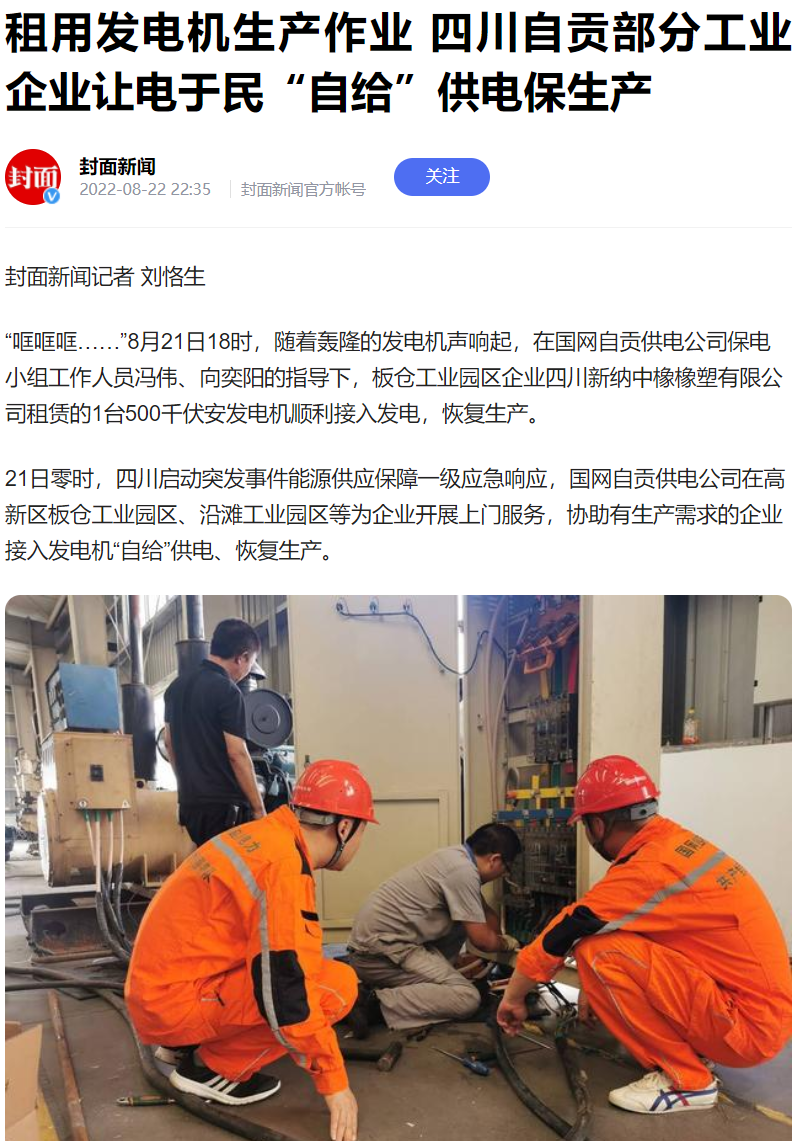 租用发电机生产作业 四川自贡部分工业
企业让电于民“自给”供电保生产
封面
封面新闻
2022-08-22 22:35
封面新闻官方帐号
关注
封面新闻记者 刘恪生
“哐哐哐……”8月21日18时，随着轰隆的发电机声响起，在国网自贡供电公司保电
小组工作人员冯伟、向奕阳的指导下，板仓工业园区企业四川新纳中橡橡塑有限公
司租赁的1台500千伏安发电机顺利接入发电，恢复生产。
21日零时，四川启动突发事件能源供应保障一级应急响应，国网自贡供电公司在高
新区板仓工业园区、沿滩工业园区等为企业开展上门服务，协助有生产需求的企业
接入发电机“自给”供电、恢复生产。